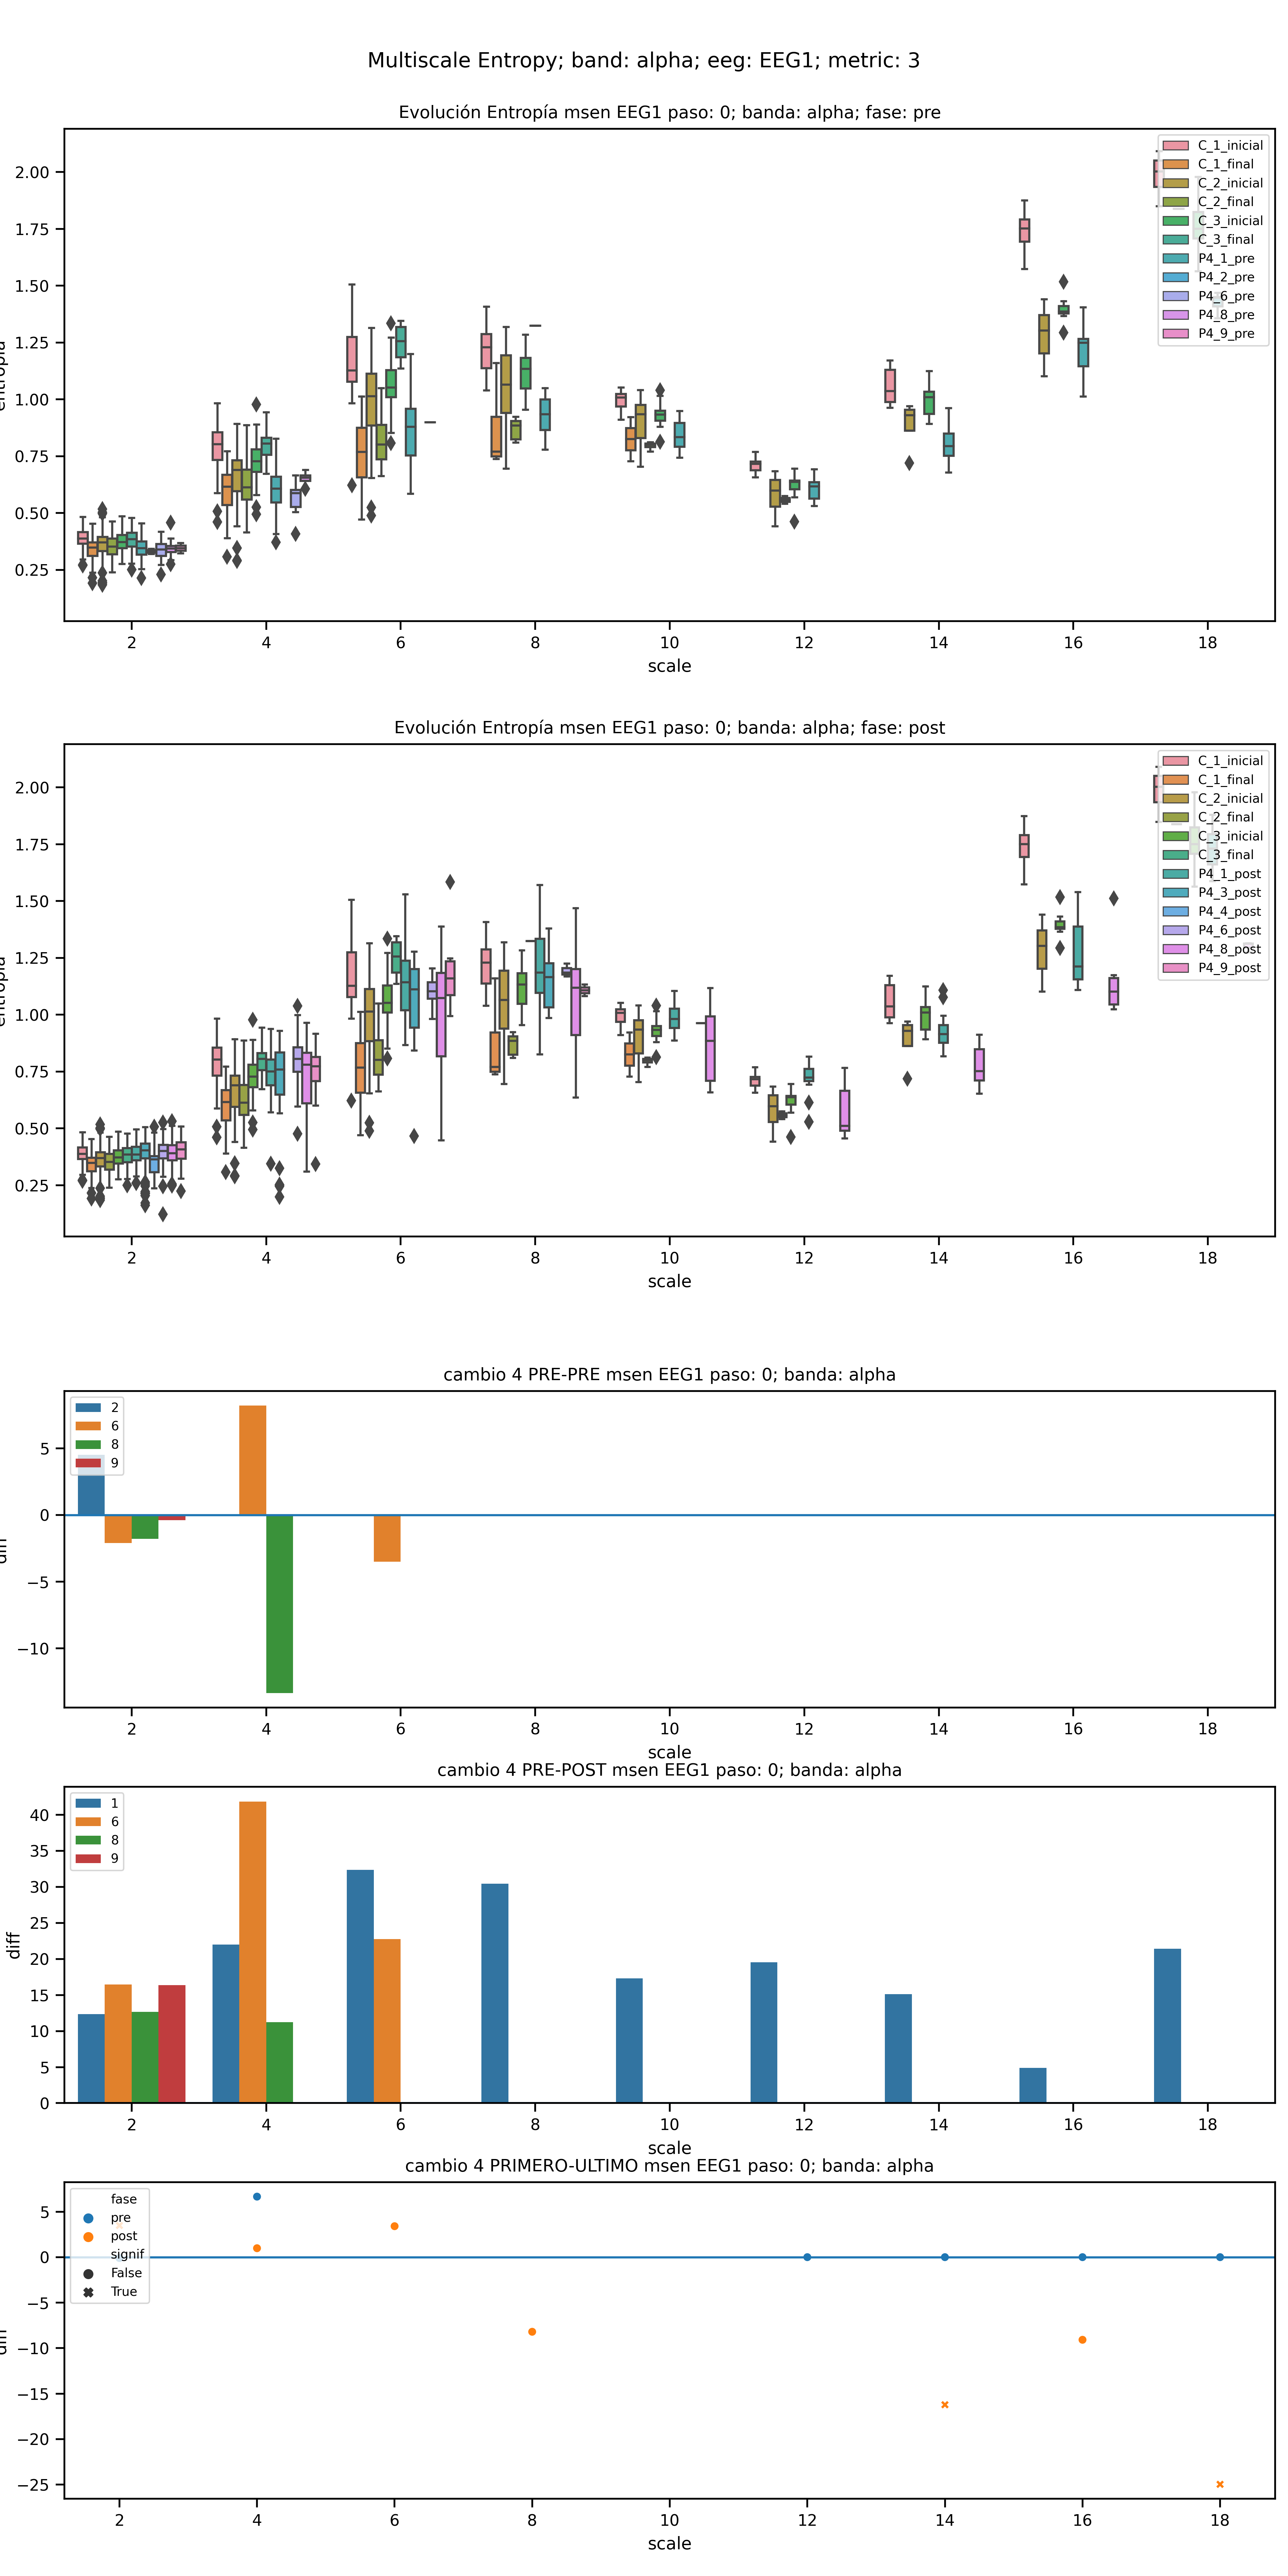 Multiscale Entropy; band: alpha; eeg: EEG1; metric: 3
Evolución Entropía msen EEG1 paso: 0; banda: alpha; fase: pre
2.00
1.75
1.50
1.25
1.00
0.75
0.50
0.25
C_1_inicial
C_1_final
C_2_inicial
C_2_final
C_3_inicial
C_3_final
P4_1_pre
P4_2_pre
P4_6_pre
P4_8_pre
P4_9_pre
2 4 6 8 10 12 14 16 18
scale
Evolución Entropía msen EEG1 paso: 0; banda: alpha; fase: post
2.00
1.75
1.50
1.25
1.00
0.75
0.50
0.25
C_1_inicial
C_1_final
C_2_inicial
C_2_final
C_3_inicial
C_3_final
P4_1_post
P4_3_post
P4_4_post
P4_6_post
P4_8_post
P4_9_post
2 4 6 8 10 12 14 16 18
scale
cambio 4 PRE-PRE msen EEG1 paso: 0; banda: alpha
5
0
−5
−10
2
6
8
9
2 4 6 8 10 12 14 16 18
scale
cambio 4 PRE-POST msen EEG1 paso: 0; banda: alpha
40
35
30
25
20
15
10
5
0
diff
1
6
8
9
2 4 6 8 10 12 14 16 18
scale
cambio 4 PRIMERO-ULTIMO msen EEG1 paso: 0; banda: alpha
5
0
−5
−10
−15
−20
−25
fase
pre
post
signif
False
True
2 4 6 8 10 12 14 16 18
scale